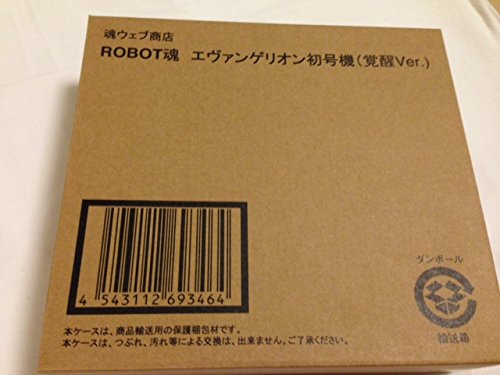 魂ウェブ商店
ROBOT魂 エヴァンゲリオン初号機(覚醒Ver.)
4 543112 693464
本ケースは、商品輸送用の保護梱包材です。
本ケースは、つぶれ、汚れ等による交換は、出来ません。ご了承ください。
ダンボール
輸送箱